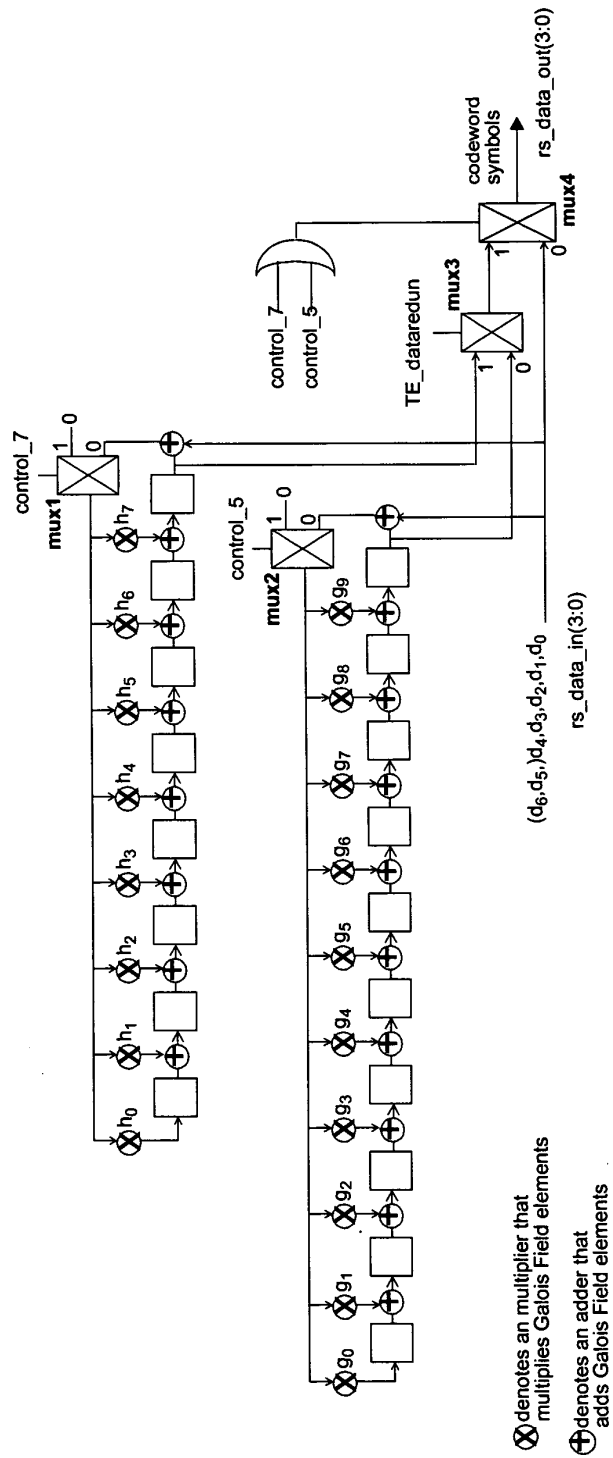 control_7
1
0
0
mux1
h0
h1
h2
h3
h4
h5
h6
h7
control_5
1
0
0
mux2
g0
g1
g2
g3
g4
g5
g6
g7
g8
g9
control_7
control_5
TE_dataredun
mux3
1
0
codeword
symbols
1
0
mux4
rs_data_out(3:0)
(d6,d5,)d4,d3,d2,d1,d0
rs_data_in(3:0)
denotes an multiplier that
multiplies Galois Field elements
denotes an adder that
adds Galois Field elements